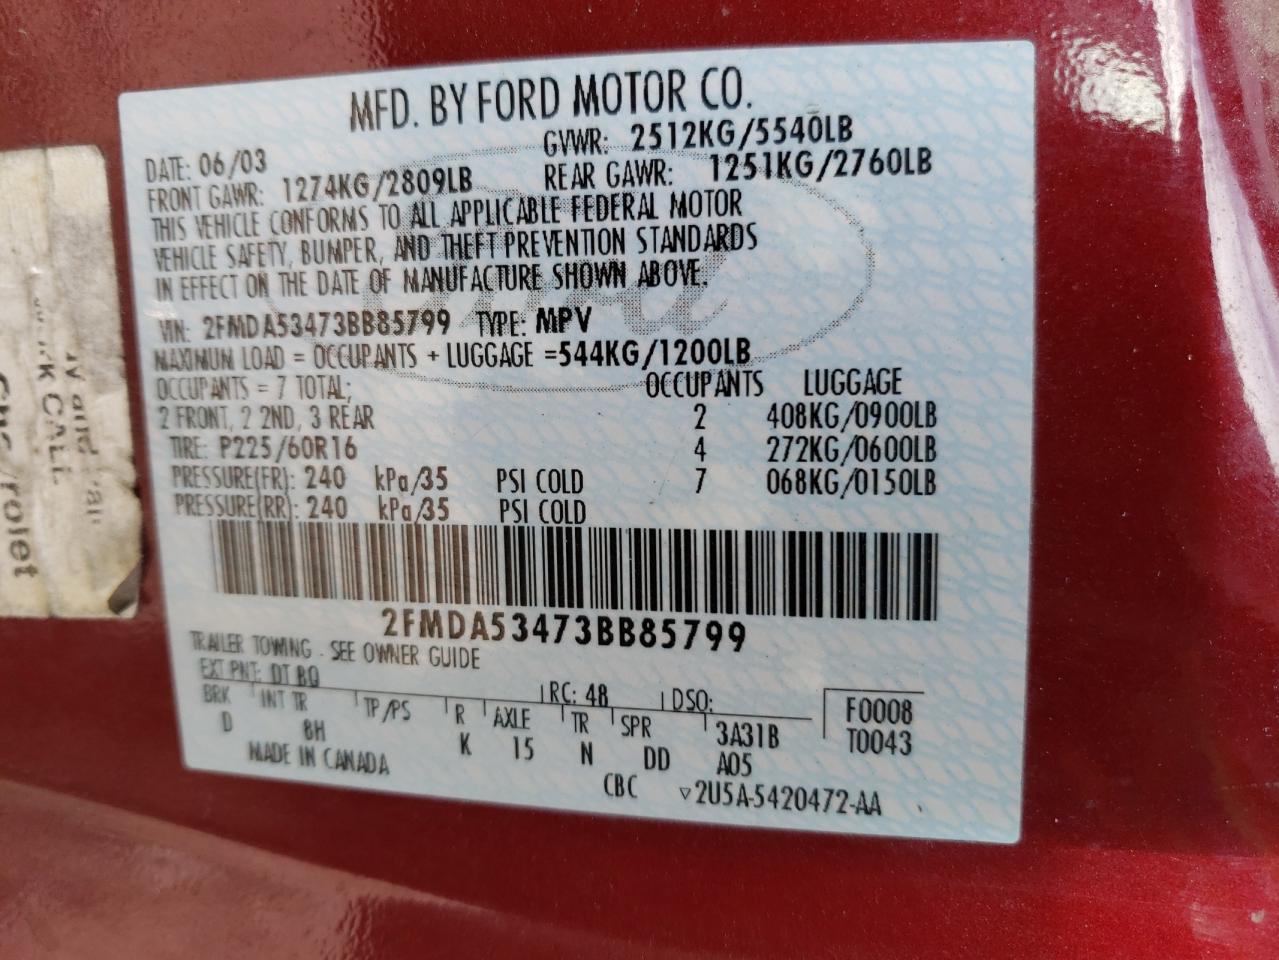 MFD. BY FORD MOTOR CO.
DATE: 06/03 GVWR: 2512KG/5540LB
FRONT GAWR: 1274KG/2809LB REAR GAWR: 1251KG/2760LB
THIS VEHICLE CONFORMS TO ALL APPLICABLE FEDERAL MOTOR
VEHICLE SAFETY, BUMPER, AND THEFT PREVENTION STANDARDS
IN EFFECT ON THE DATE OF MANUFACTURE SHOWN ABOVE.
VIN: 2FMDA53473BB85799 TYPE: MPV
MAXIMUM LOAD = OCCUPANTS + LUGGAGE =544KG/1200LB
OCCUPANTS = 7 TOTAL; OCCUPANTS LUGGAGE
2 FRONT, 2 2ND, 3 REAR 2 408KG/0900LB
TIRE: P225/60R16 4 272KG/0600LB
PRESSURE(FR): 240 kPa/35 PSI COLD 7 068KG/0150LB
PRESSURE(RR): 240 kPa/35 PSI COLD
2FMDA53473BB85799
TRAILER TOWING - SEE OWNER GUIDE
EXT PNT: DT BQ RC: 48 DSO: F0008
BRK INT TR TP/PS R AXLE TR SPR 3A31B T0043
D 8H K 15 N DD A05
MADE IN CANADA CBC ▽2U5A-5420472-AA
CALL
rolet